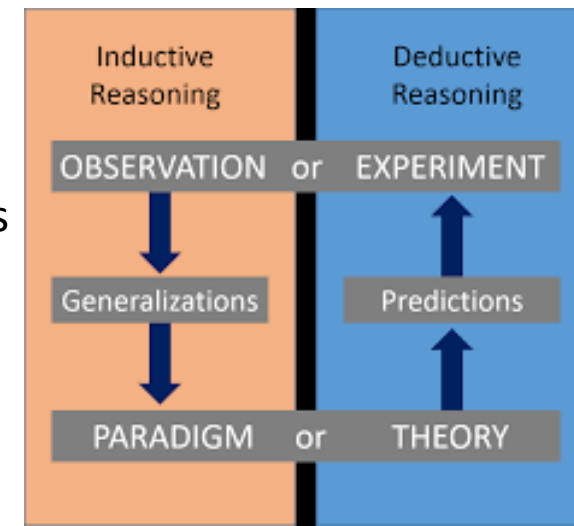 Inductive Reasoning
Deductive Reasoning
OBSERVATION or EXPERIMENT
s
Generalizations
Predictions
PARADIGM or THEORY